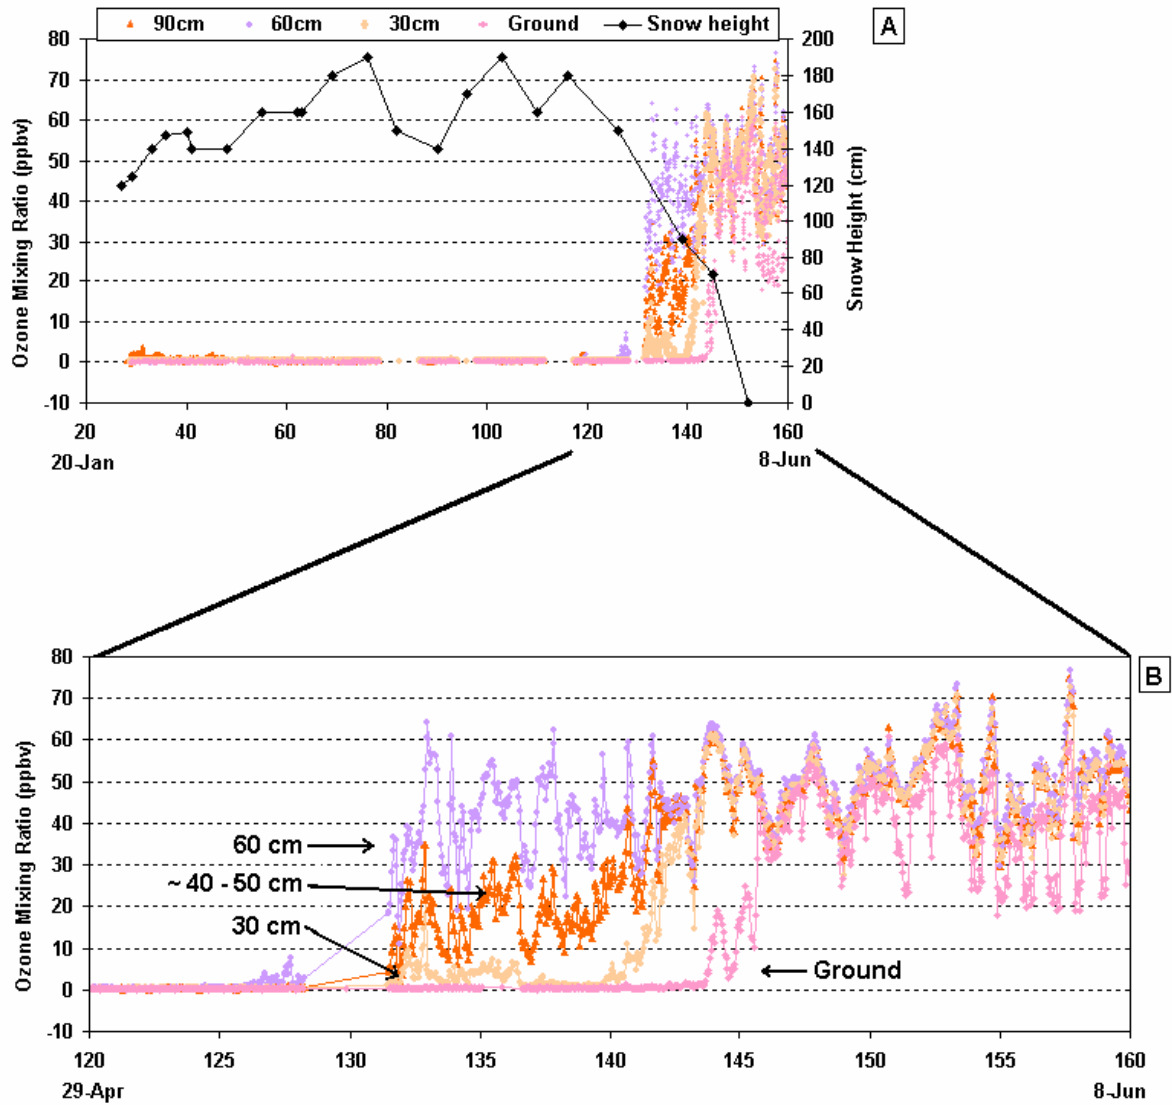 90cm 60cm 30cm Ground Snow height
A
80
70
60
50
40
30
20
10
0
-10
Ozone Mixing Ratio (ppbv)
200
180
160
140
120
100
80
60
40
20
0
Snow Height (cm)
20 40 60 80 100 120 140 160
20-Jan 8-Jun
B
80
70
60
50
40
30
20
10
0
-10
Ozone Mixing Ratio (ppbv)
60 cm
~ 40 - 50 cm
30 cm
Ground
120 125 130 135 140 145 150 155 160
29-Apr 8-Jun